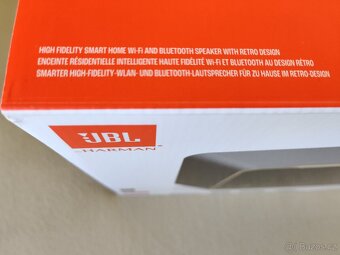 HIGH FIDELITY SMART HOME Wi-Fi AND BLUETOOTH SPEAKER WITH RETRO DESIGN
ENCEINTE RÉSIDENTIELLE INTELLIGENTE HAUTE FIDÉLITÉ Wi-Fi ET BLUETOOTH AU DESIGN RÉTRO
SMARTER HIGH-FIDELITY-WLAN- UND BLUETOOTH-LAUTSPRECHER FÜR ZU HAUSE IM RETRO-DESIGN
JBL
HARMAN
Bazos.cz